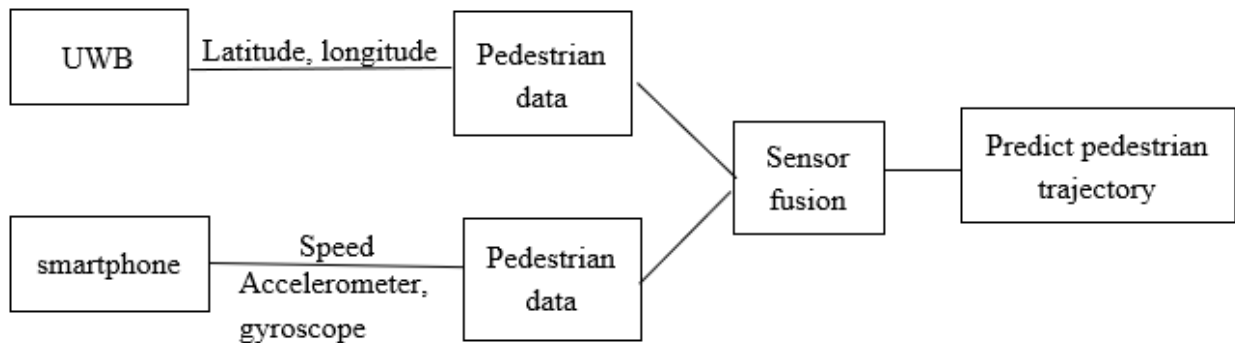 UWB
Latitude, longitude
Pedestrian
data
smartphone
Speed
Accelerometer,
gyroscope
Pedestrian
data
Sensor
fusion
Predict pedestrian
trajectory